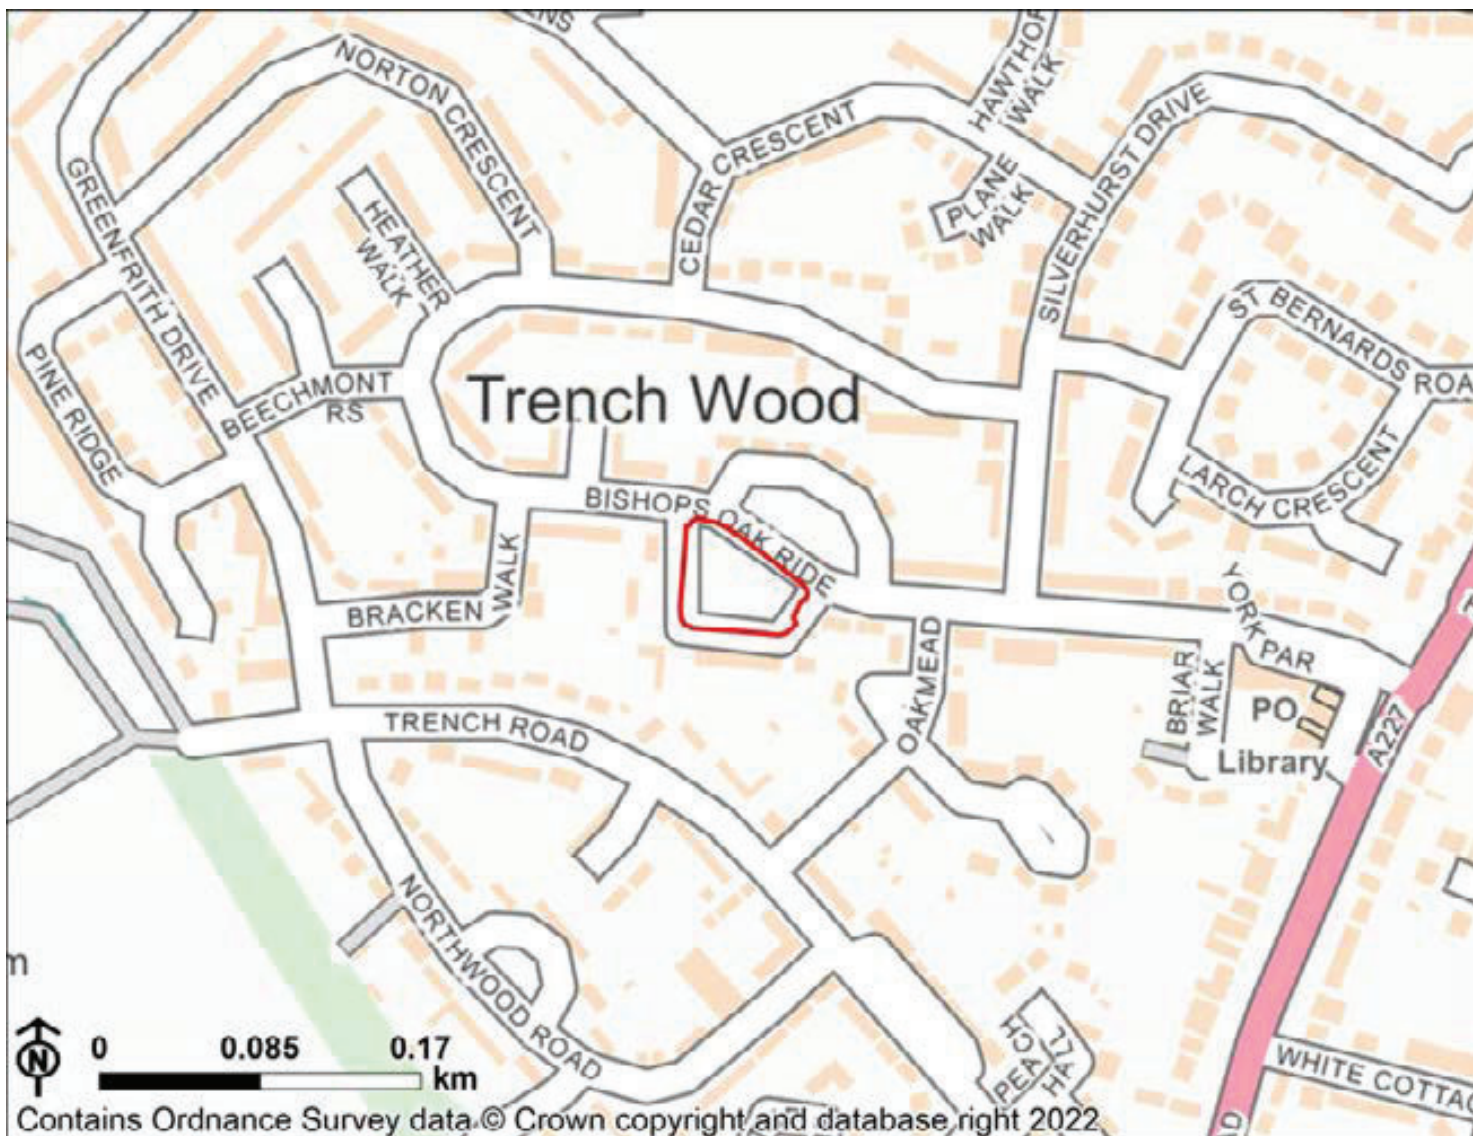 ENS
HAWTHOR
WALK
NORTON CRESCENT
CEDAR CRESCENT
SILVERHURST DRIVE
PLANE
WALK
GREENFRITH DRIVE
HEATHER
WALK
ST BERNARDS ROA
PINE RIDGE
BEECHMONT
RS
Trench Wood
LARCH CRESCENT
BISHOPS OAK RIDE
BRACKEN WALK
YORK PAR
OAKMEAD
BRIAR
WALK
PO
Library
A227
TRENCH ROAD
NORTHWOOD ROAD
m
PEACH
HALL
WHITE COTTAG
N
0 0.085 0.17
km
Contains Ordnance Survey data © Crown copyright and database right 2022